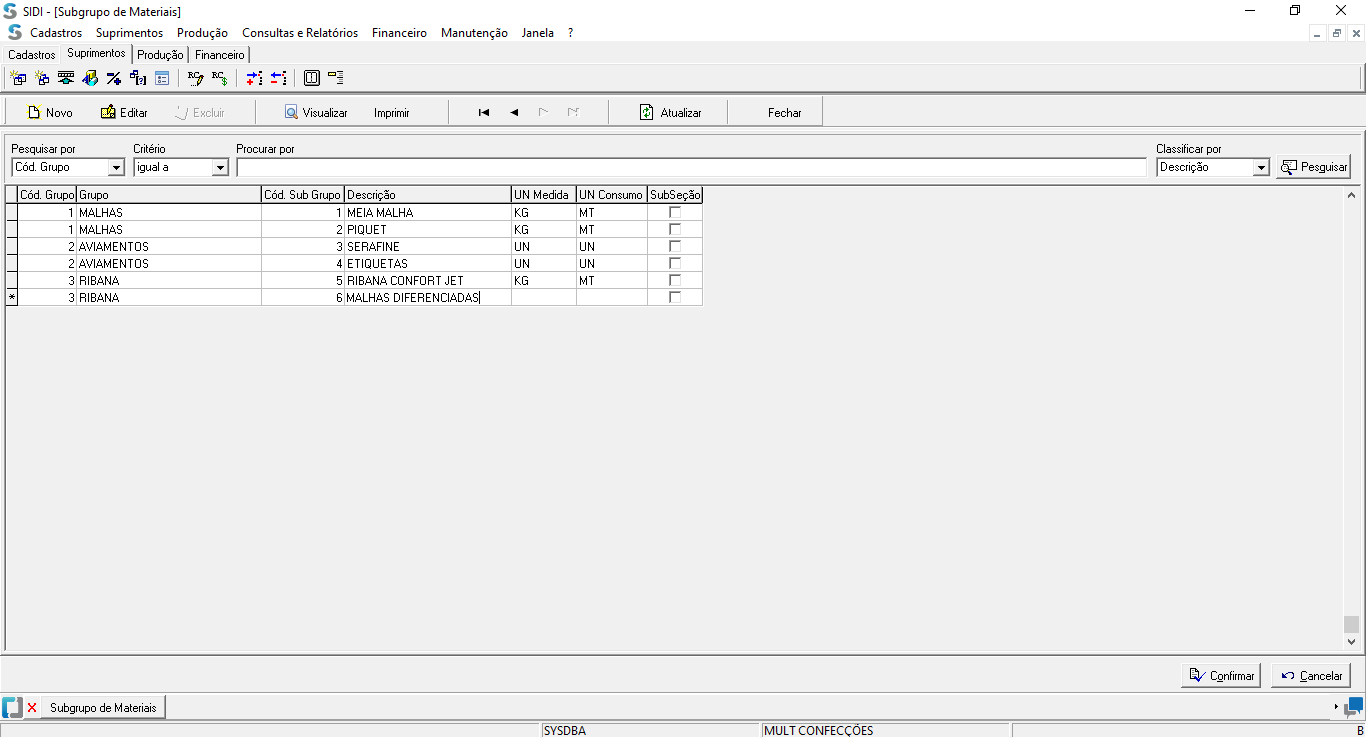 SIDI - [Subgrupo de Materiais]
Cadastros Suprimentos Produção Consultas e Relatórios Financeiro Manutenção Janela ?
Cadastros Suprimentos Produção Financeiro
Novo Editar Excluir Visualizar Imprimir Atualizar Fechar
Pesquisar por Critério Procurar por Classificar por
Cód. Grupo igual a Descrição Pesquisar
Cód. Grupo Grupo Cód. Sub Grupo Descrição UN Medida UN Consumo SubSeção
1 MALHAS 1 MEIA MALHA KG MT
1 MALHAS 2 PIQUET KG MT
2 AVIAMENTOS 3 SERAFINE UN UN
2 AVIAMENTOS 4 ETIQUETAS UN UN
3 RIBANA 5 RIBANA CONFORT JET KG MT
* 3 RIBANA 6 MALHAS DIFERENCIADAS
Confirmar Cancelar
Subgrupo de Materiais
SYSDBA MULT CONFECÇÕES B